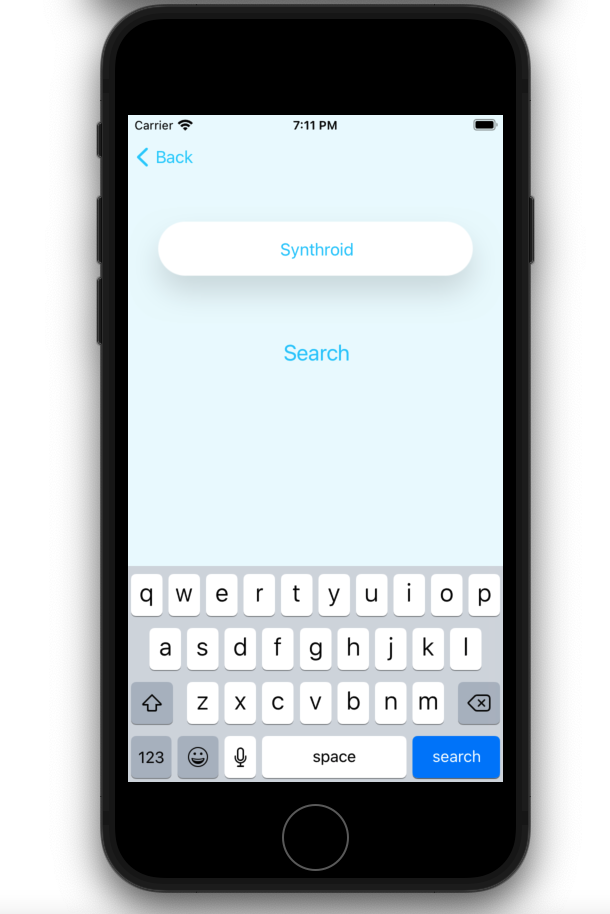 Carrier 7:11 PM
Back
Synthroid
Search
q w e r t y u i o p
a s d f g h j k l
z x c v b n m
123 space search